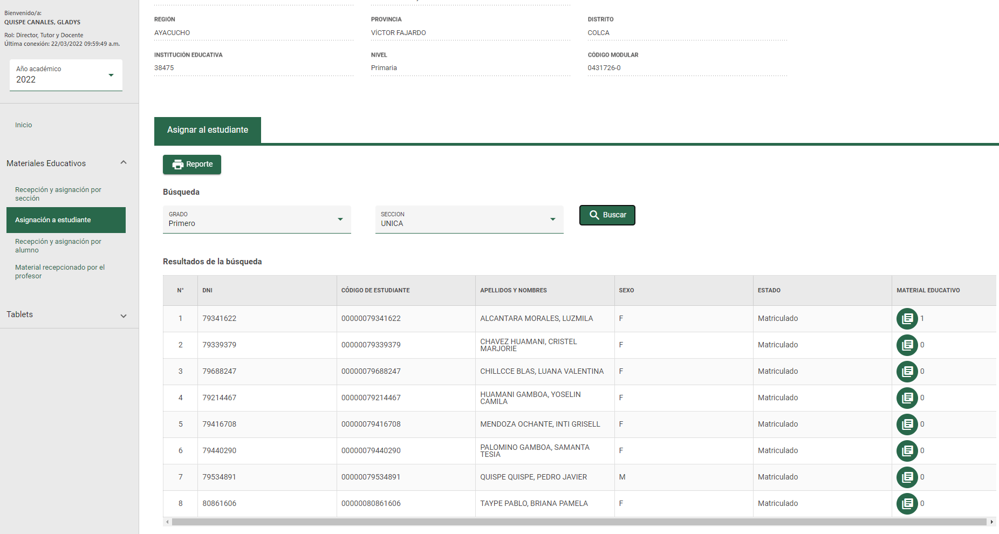 Bienvenido/a:
QUISPE CANALES, GLADYS
Rol: Director, Tutor y Docente
Última conexión: 22/03/2022 09:59:49 a.m.
Año académico
2022
Inicio
Materiales Educativos
Recepción y asignación por
sección
Asignación a estudiante
Recepción y asignación por
alumno
Material recepcionado por el
profesor
Tablets
REGIÓN PROVINCIA DISTRITO
AYACUCHO VÍCTOR FAJARDO COLCA
INSTITUCIÓN EDUCATIVA NIVEL CÓDIGO MODULAR
38475 Primaria 0431726-0
Asignar al estudiante
Reporte
Búsqueda
GRADO SECCION
Primero UNICA Buscar
Resultados de la búsqueda
N° DNI CÓDIGO DE ESTUDIANTE APELLIDOS Y NOMBRES SEXO ESTADO MATERIAL EDUCATIVO
1 79341622 00000079341622 ALCANTARA MORALES, LUZMILA F Matriculado 1
2 79339379 00000079339379 CHAVEZ HUAMANI, CRISTEL MARJORIE F Matriculado 0
3 79688247 00000079688247 CHILLCCE BLAS, LUANA VALENTINA F Matriculado 0
4 79214467 00000079214467 HUAMANI GAMBOA, YOSELIN CAMILA F Matriculado 0
5 79416708 00000079416708 MENDOZA OCHANTE, INTI GRISELL F Matriculado 0
6 79440290 00000079440290 PALOMINO GAMBOA, SAMANTA TESIA F Matriculado 0
7 79534891 00000079534891 QUISPE QUISPE, PEDRO JAVIER M Matriculado 0
8 80861606 00000080861606 TAYPE PABLO, BRIANA PAMELA F Matriculado 0